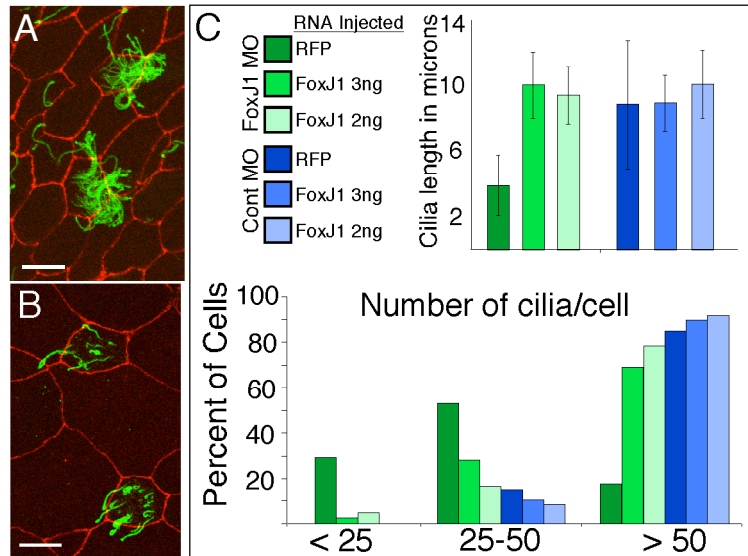 A
B
C
RNA Injected
FoxJ1 MO
RFP
FoxJ1 3ng
FoxJ1 2ng
Cont MO
RFP
FoxJ1 3ng
FoxJ1 2ng
Cilia length in microns
14
10
6
2
Number of cilia/cell
Percent of Cells
100
80
60
40
20
< 25
25-50
> 50